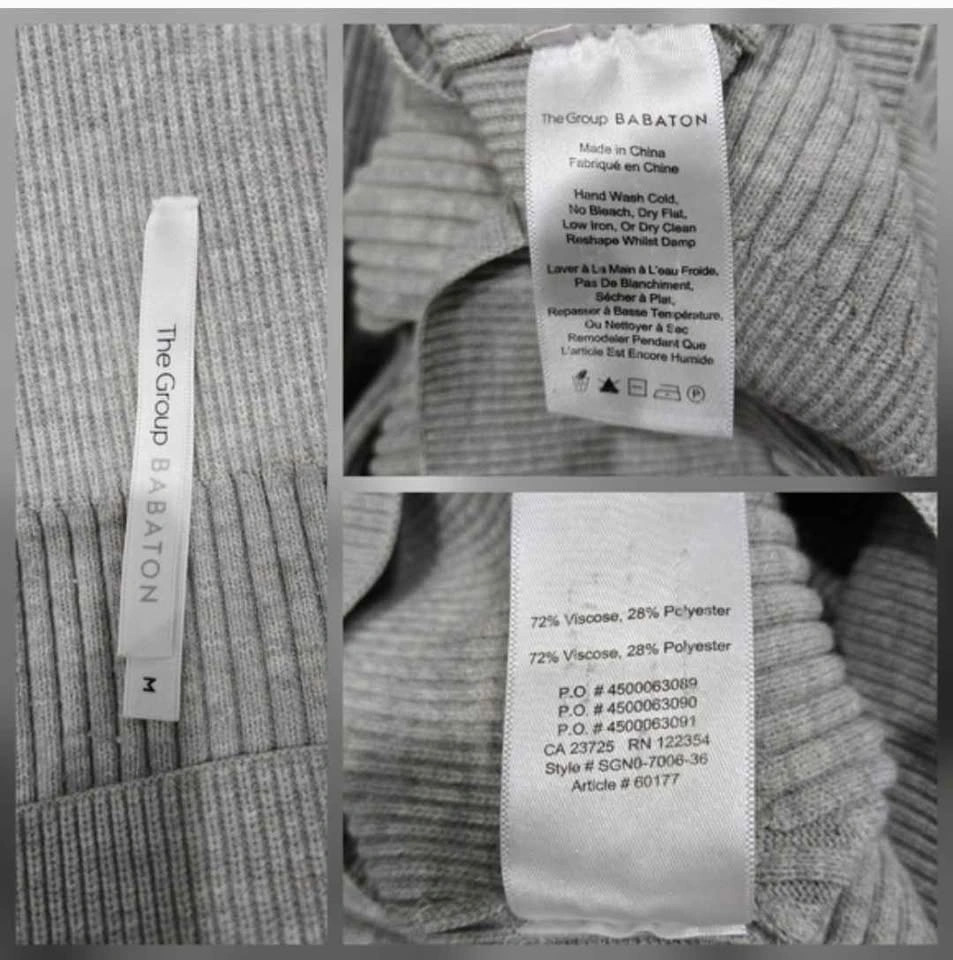 The Group BABATON
M
The Group BABATON
Made in China
Fabriqué en Chine
Hand Wash Cold,
No Bleach, Dry Flat,
Low Iron, Or Dry Clean
Reshape Whilst Damp
Laver à La Main à L'eau Froide,
Pas De Blanchiment,
Sécher à Plat,
Repasser à Basse Température,
Ou Nettoyer à Sec
Remodeler Pendant Que
L'article Est Encore Humide
P
72% Viscose, 28% Polyester
72% Viscose, 28% Polyester
P.O. # 4500063089
P.O. # 4500063090
P.O. # 4500063091
CA 23725 RN 122354
Style # SGN0-7006-36
Article # 60177